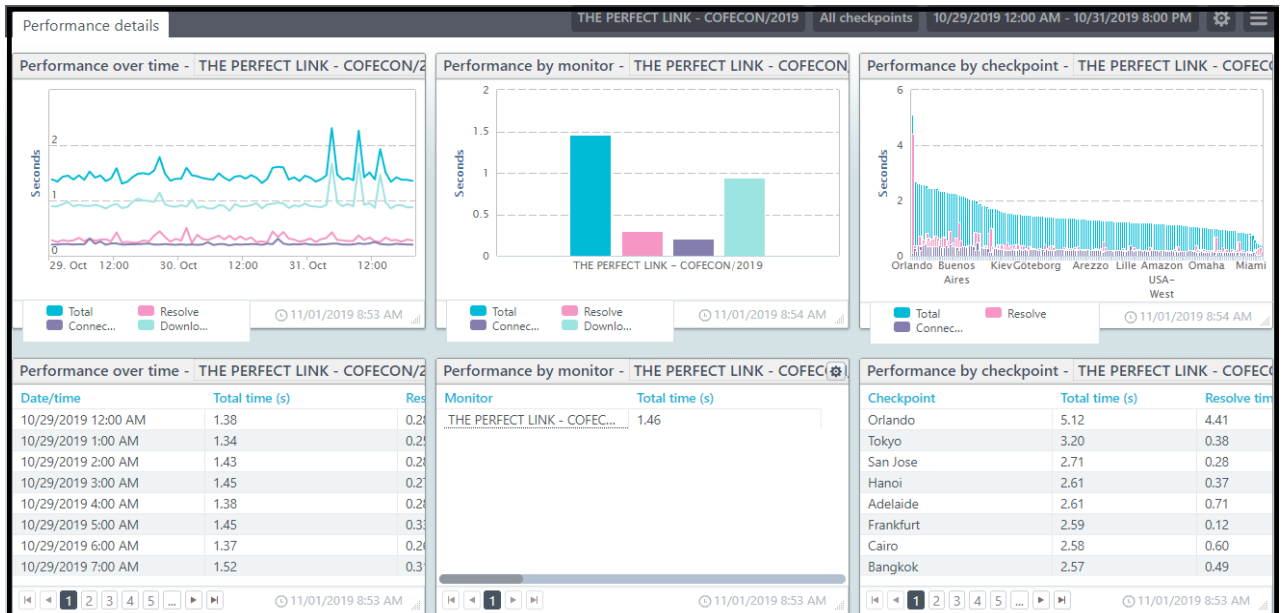 Performance details
THE PERFECT LINK - COFECON/2019 All checkpoints 10/29/2019 12:00 AM - 10/31/2019 8:00 PM
Performance over time - THE PERFECT LINK - COFECON/2
2
1
0
Seconds
29. Oct 12:00 30. Oct 12:00 31. Oct 12:00
Total Resolve
Connec... Downlo...
11/01/2019 8:53 AM
Performance by monitor - THE PERFECT LINK - COFECON
2
1.5
1
0.5
0
Seconds
THE PERFECT LINK – COFECON/2019
Total Resolve
Connec... Downlo...
11/01/2019 8:54 AM
Performance by checkpoint - THE PERFECT LINK - COFEC
6
4
2
0
Seconds
Orlando Buenos Aires Kiev Göteborg Arezzo Lille Amazon USA– West Omaha Miami
Total Resolve
Connec...
11/01/2019 8:54 AM
Performance over time - THE PERFECT LINK - COFECON/2
Date/time Total time (s) Res
10/29/2019 12:00 AM 1.38 0.28
10/29/2019 1:00 AM 1.34
10/29/2019 2:00 AM 1.43 0.28
10/29/2019 3:00 AM 1.45 0.27
10/29/2019 4:00 AM 1.38 0.28
10/29/2019 5:00 AM 1.45
10/29/2019 6:00 AM 1.37 0.26
10/29/2019 7:00 AM 1.52
1 2 3 4 5 ... 11/01/2019 8:53 AM
Performance by monitor - THE PERFECT LINK - COFEC
Monitor Total time (s)
THE PERFECT LINK - COFEC... 1.46
1 11/01/2019 8:53 AM
Performance by checkpoint - THE PERFECT LINK - COFEC
Checkpoint Total time (s) Resolve tim
Orlando 5.12 4.41
Tokyo 3.20 0.38
San Jose 2.71 0.28
Hanoi 2.61 0.37
Adelaide 2.61 0.71
Frankfurt 2.59 0.12
Cairo 2.58 0.60
Bangkok 2.57 0.49
1 2 3 4 5 ... 11/01/2019 8:53 AM